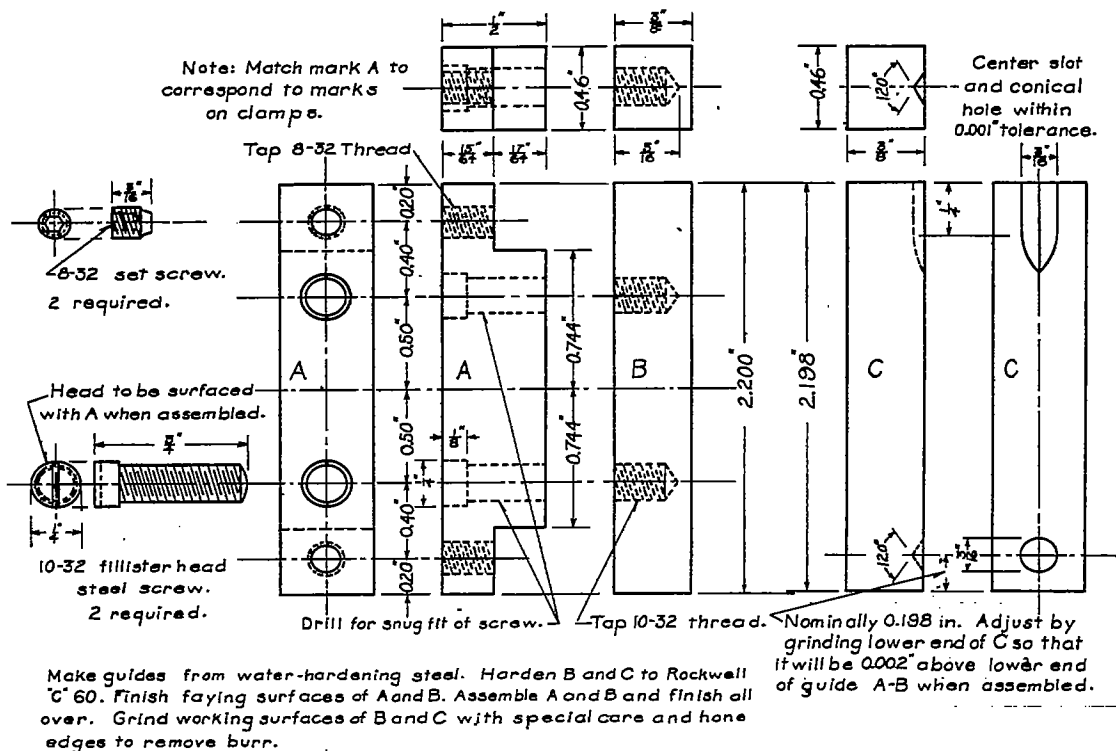 1/2"
3/8"
Note: Match mark A to
correspond to marks
on clamps.
0.46"
0.46"
120°
Center slot
and conical
hole within
0.001" tolerance.
15/64"
17/64"
5/16"
3/8"
3/16"
Tap 8-32 Thread
3/16"
0.20"
1/4"
8-32 set screw.
2 required.
0.40"
0.50"
0.744"
A
A
B
2.200"
2.198"
C
C
Head to be surfaced
with A when assembled.
3/4"
0.50"
1/8"
1/4"
0.744"
1/4"
0.40"
120°
3/16"
10-32 fillister head
steel screw.
2 required.
0.20"
Drill for snug fit of screw.
Tap 10-32 thread.
Nominally 0.198 in. Adjust by
grinding lower end of C so that
it will be 0.002" above lower end
of guide A-B when assembled.
Make guides from water-hardening steel. Harden B and C to Rockwell
"C" 60. Finish faying surfaces of A and B. Assemble A and B and finish all
over. Grind working surfaces of B and C with special care and hone
edges to remove burr.